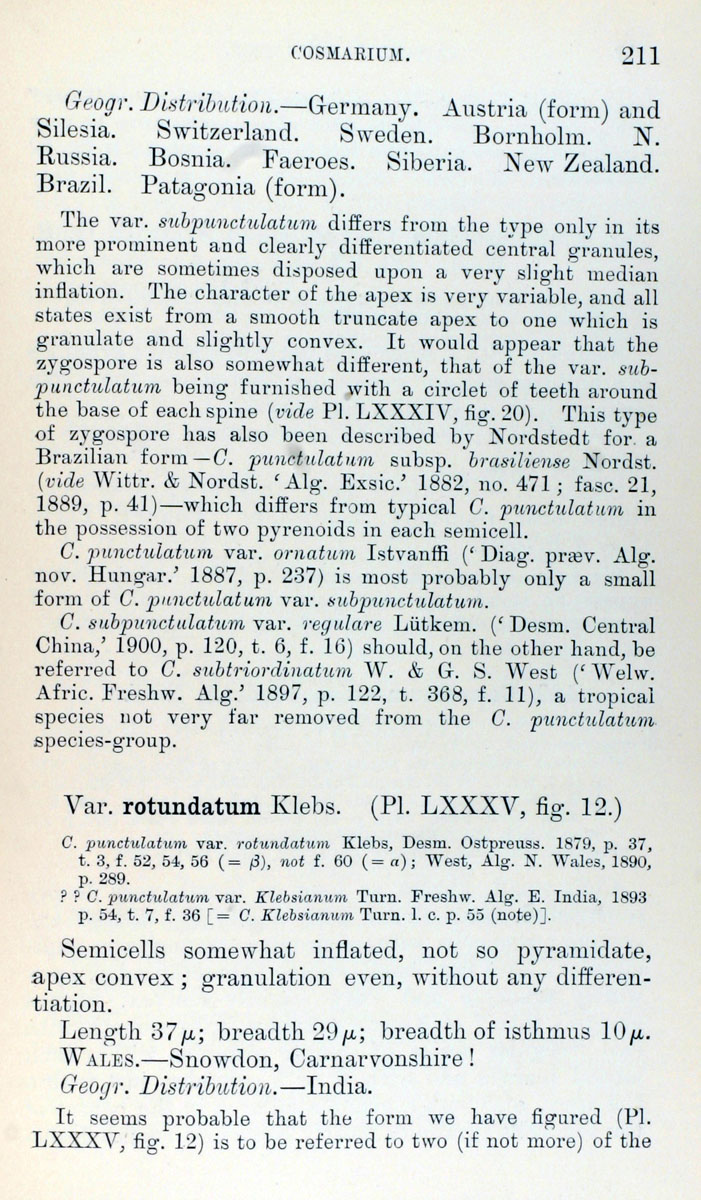 COSMARIUM. 211
Geogr. Distribution.—Germany. Austria (form) and
Silesia. Switzerland. Sweden. Bornholm. N.
Russia. Bosnia. Faeroes. Siberia. New Zealand.
Brazil. Patagonia (form).
The var. subpunctulatum differs from the type only in its
more prominent and clearly differentiated central granules,
which are sometimes disposed upon a very slight median
inflation. The character of the apex is very variable, and all
states exist from a smooth truncate apex to one which is
granulate and slightly convex. It would appear that the
zygospore is also somewhat different, that of the var. sub-
punctulatum being furnished with a circlet of teeth around
the base of each spine (vide Pl. LXXXIV, fig. 20). This type
of zygospore has also been described by Nordstedt for a
Brazilian form—C. punctulatum subsp. brasiliense Nordst.
(vide Wittr. & Nordst. ‘Alg. Exsic.’ 1882, no. 471; fasc. 21,
1889, p. 41)—which differs from typical C. punctulatum in
the possession of two pyrenoids in each semicell.
C. punctulatum var. ornatum Istvanffi (‘Diag. præv. Alg.
nov. Hungar.’ 1887, p. 237) is most probably only a small
form of C. punctulatum var. subpunctulatum.
C. subpunctulatum var. regulare Lütkem. (‘Desm. Central
China,’ 1900, p. 120, t. 6, f. 16) should, on the other hand, be
referred to C. subtriordinatum W. & G. S. West (‘Welw.
Afric. Freshw. Alg.’ 1897, p. 122, t. 368, f. 11), a tropical
species not very far removed from the C. punctulatum
species-group.
Var. rotundatum Klebs. (Pl. LXXXV, fig. 12.)
C. punctulatum var. rotundatum Klebs, Desm. Ostpreuss. 1879, p. 37,
t. 3, f. 52, 54, 56 (= β), not f. 60 (= α); West, Alg. N. Wales, 1890,
p. 289.
? ? C. punctulatum var. Klebsianum Turn. Freshw. Alg. E. India, 1893
p. 54, t. 7, f. 36 [= C. Klebsianum Turn. l. c. p. 55 (note)].
Semicells somewhat inflated, not so pyramidate,
apex convex; granulation even, without any differen-
tiation.
Length 37 μ; breadth 29 μ; breadth of isthmus 10 μ.
WALES.—Snowdon, Carnarvonshire!
Geogr. Distribution.—India.
It seems probable that the form we have figured (Pl.
LXXXV, fig. 12) is to be referred to two (if not more) of the